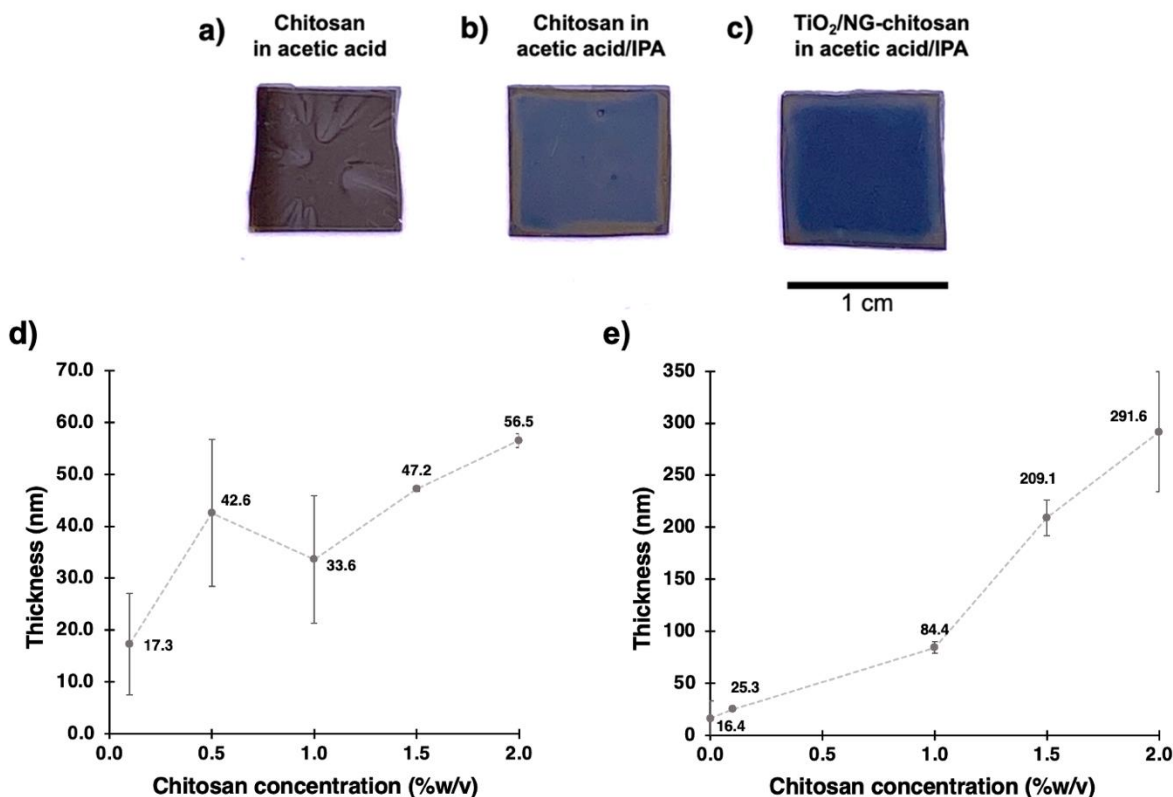 a)
Chitosan
in acetic acid
b)
Chitosan in
acetic acid/IPA
c)
TiO₂/NG-chitosan
in acetic acid/IPA
1 cm
d)
Thickness (nm)
70.0
60.0
50.0
40.0
30.0
20.0
10.0
0.0
17.3
42.6
33.6
47.2
56.5
0.0 0.5 1.0 1.5 2.0
Chitosan concentration (%w/v)
e)
Thickness (nm)
350
300
250
200
150
100
50
0
16.4
25.3
84.4
209.1
291.6
0.0 0.5 1.0 1.5 2.0
Chitosan concentration (%w/v)